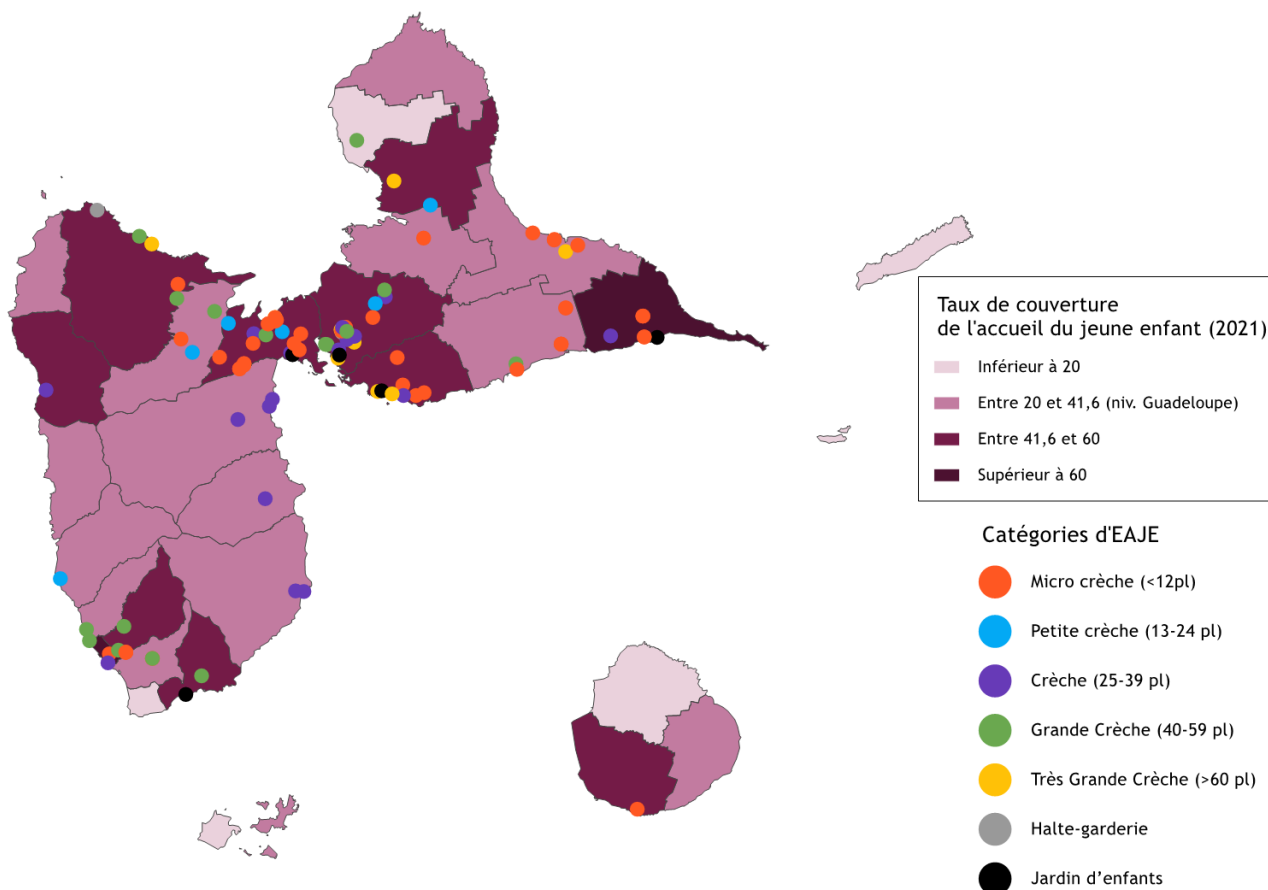 Taux de couverture
de l'accueil du jeune enfant (2021)
Inférieur à 20
Entre 20 et 41,6 (niv. Guadeloupe)
Entre 41,6 et 60
Supérieur à 60
Catégories d'EAJE
Micro crèche (<12pl)
Petite crèche (13-24 pl)
Crèche (25-39 pl)
Grande Crèche (40-59 pl)
Très Grande Crèche (>60 pl)
Halte-garderie
Jardin d’enfants